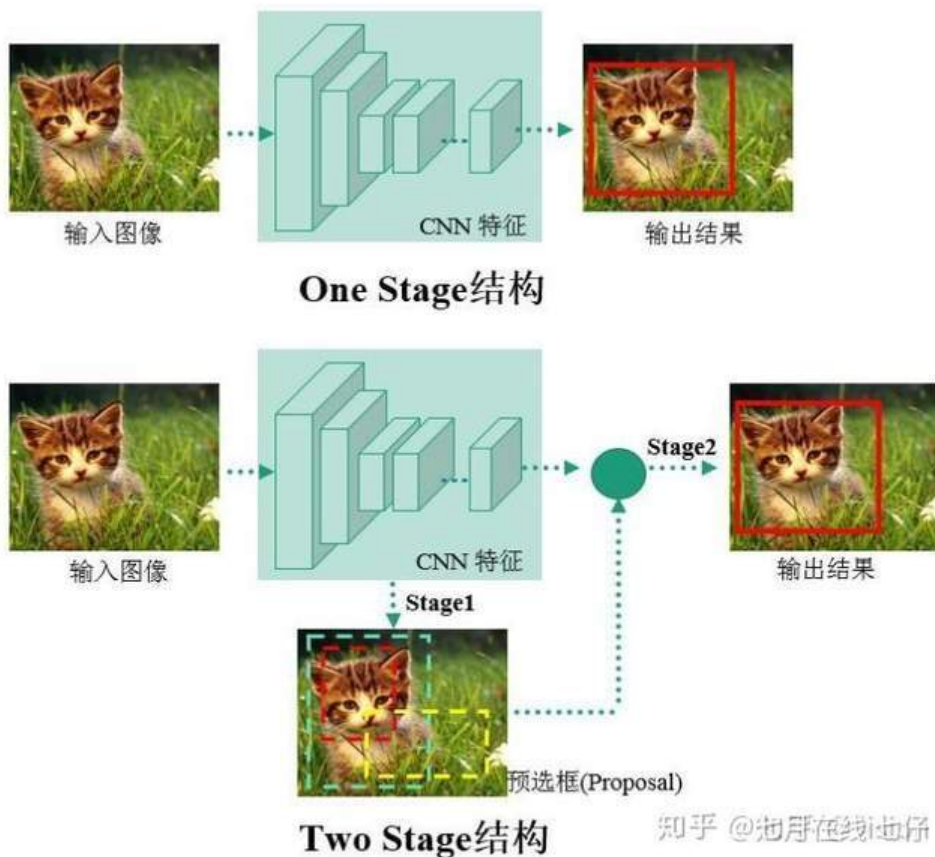 输入图像
CNN 特征
输出结果
One Stage结构
Stage2
输入图像
CNN 特征
输出结果
Stage1
预选框(Proposal)
Two Stage结构
知乎